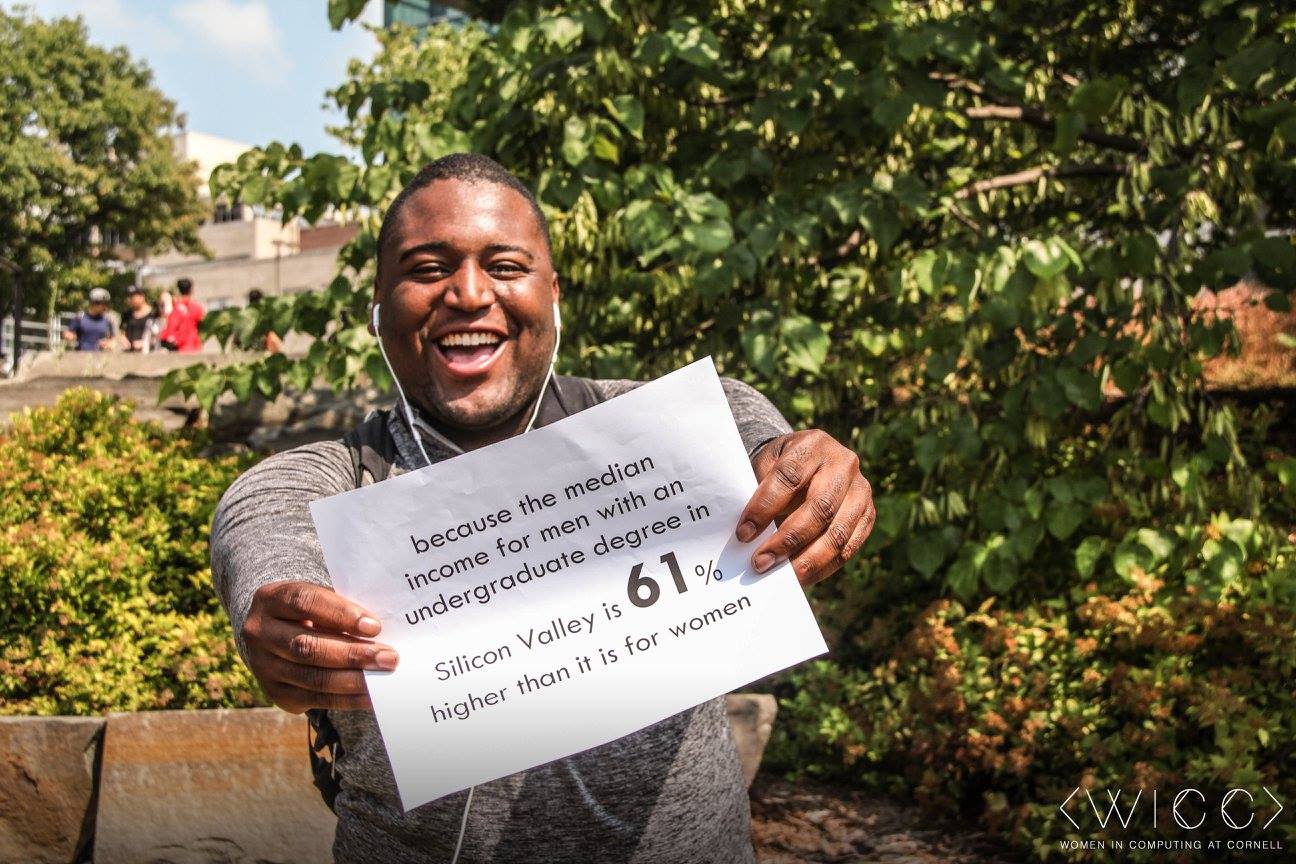 because the median
income for men with an
undergraduate degree in
Silicon Valley is 61%
higher than it is for women
<WICC>
WOMEN IN COMPUTING AT CORNELL